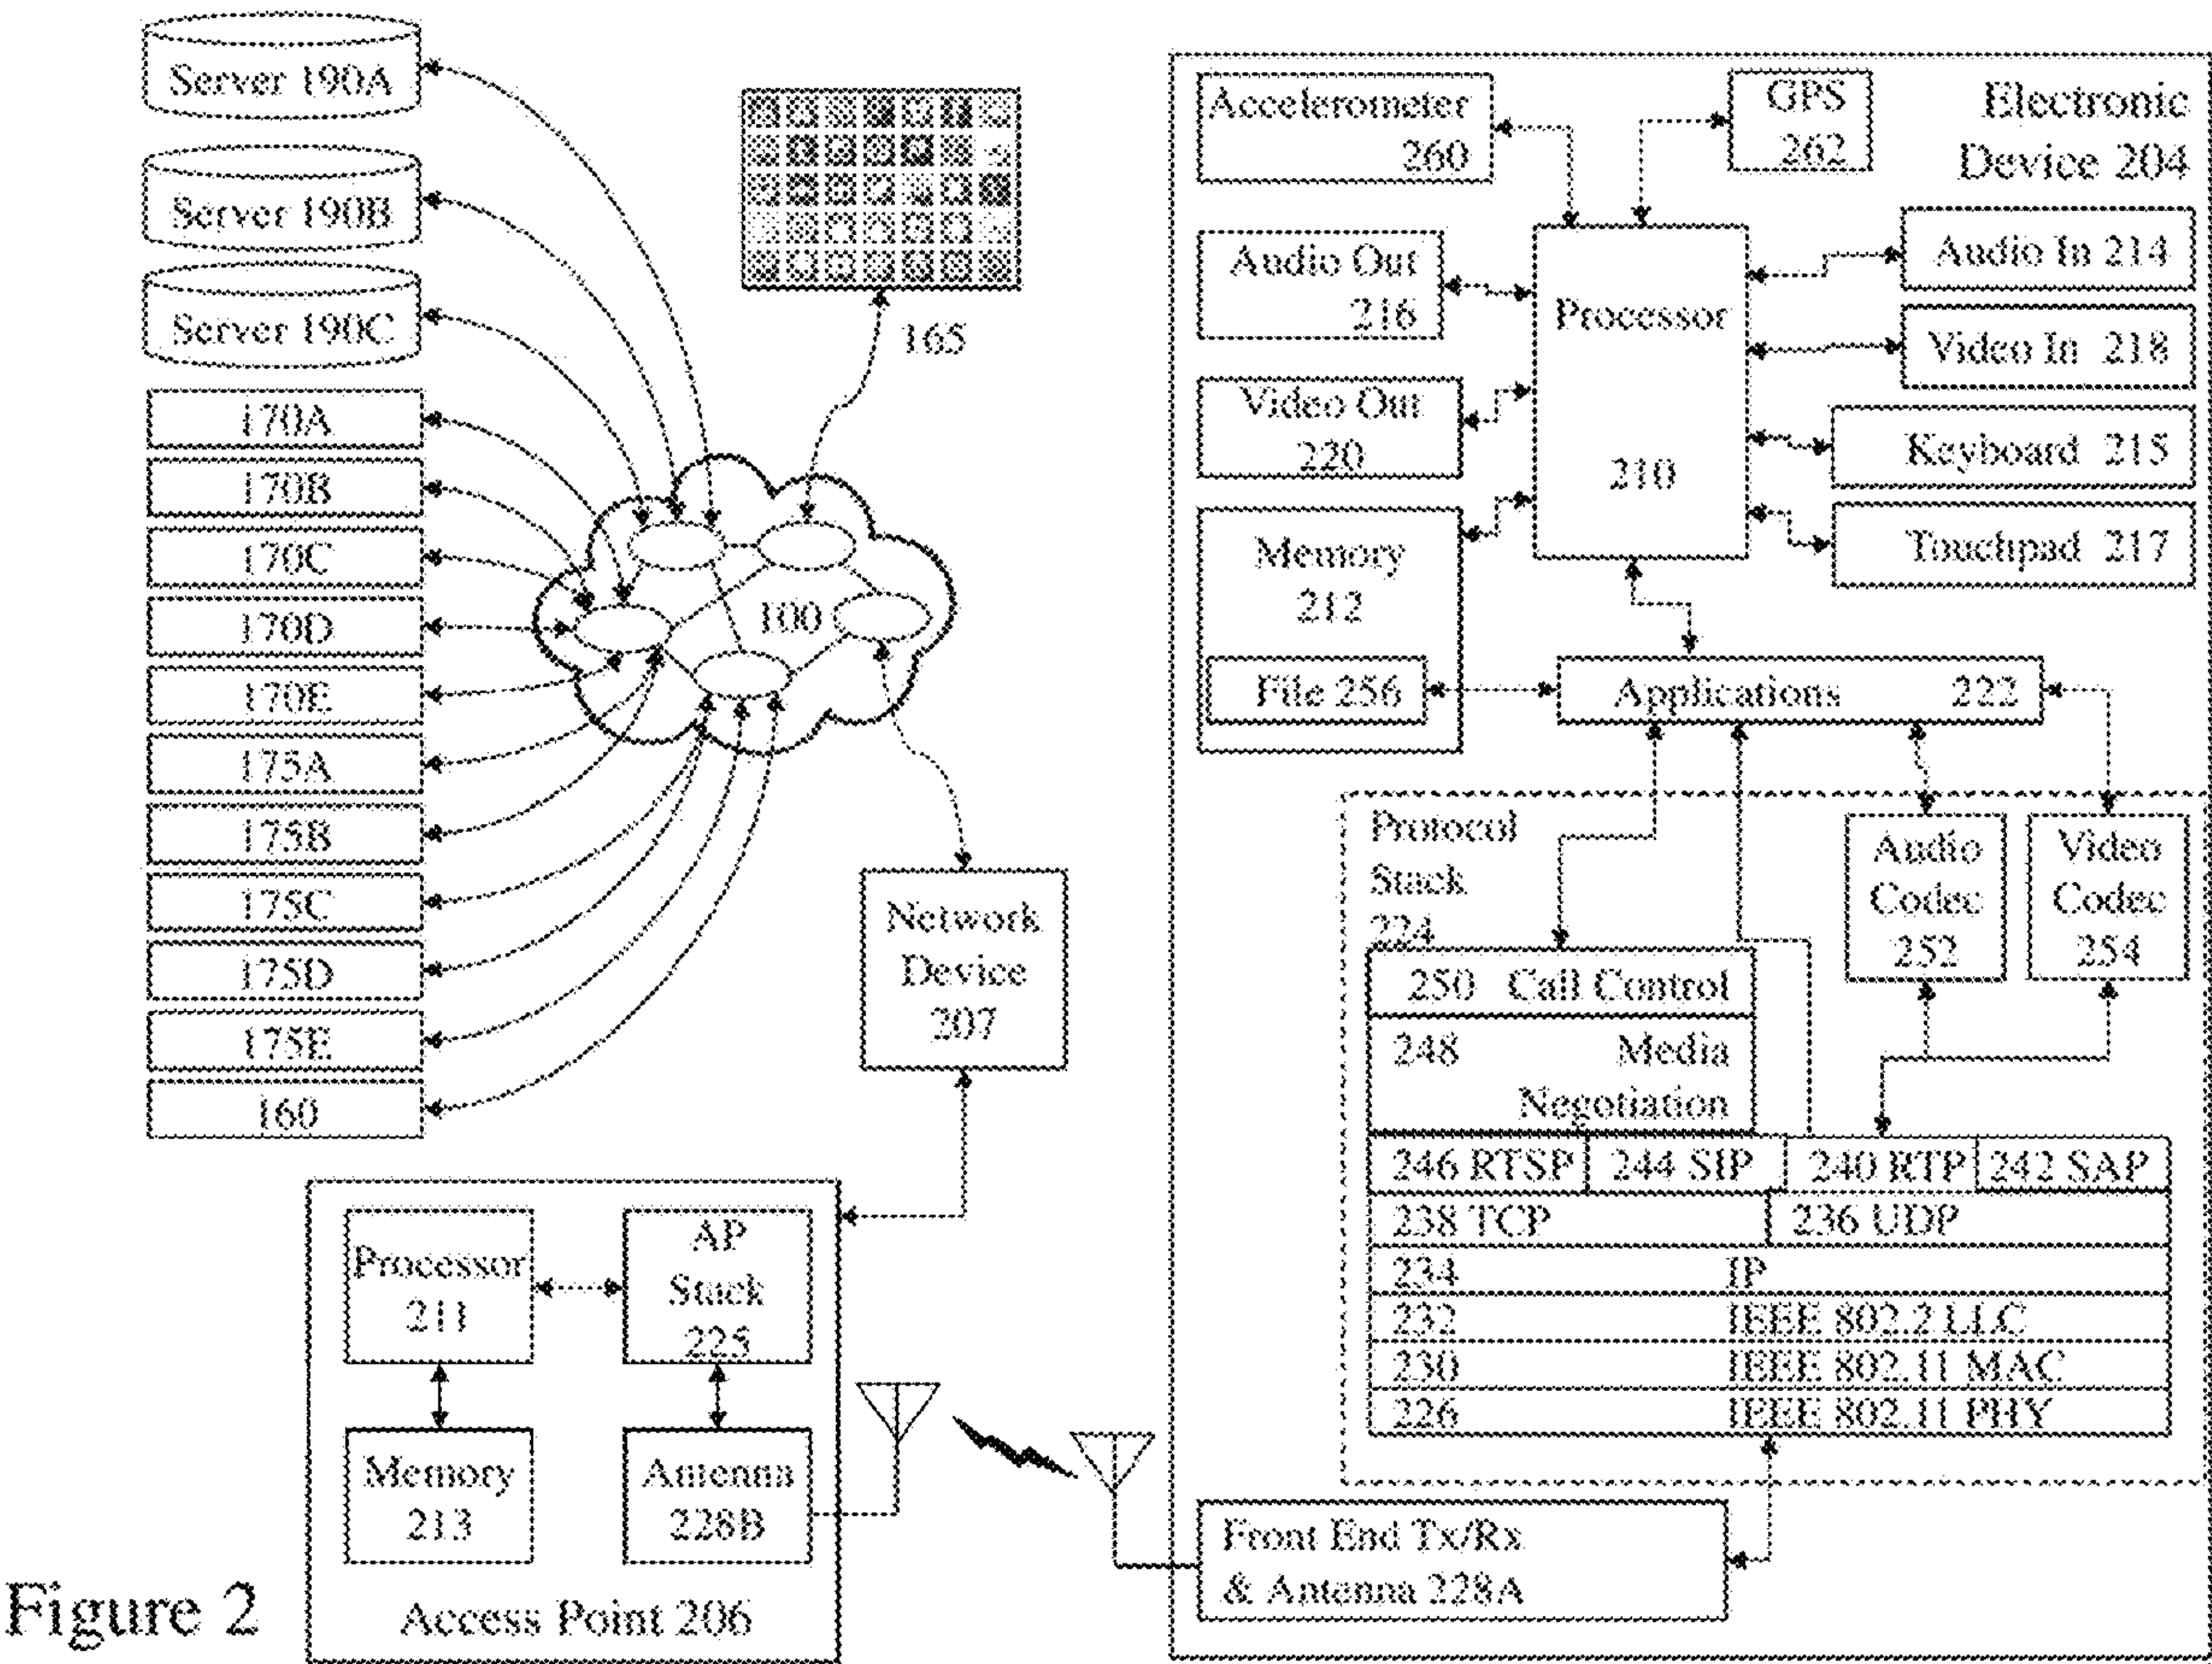 Server 190A
Server 190B
Server 190C
170A
170B
170C
170D
170E
175A
175B
175C
175D
175E
160
165
100
Network
Device
207
Processor
211
AP
Stack
225
Memory
213
Antenna
228B
Access Point 206
Figure 2
Electronic
Device 204
Accelerometer
260
GPS
262
Audio Out
216
Processor
210
Audio In 214
Video In 218
Video Out
220
Keyboard 215
Touchpad 217
Memory
212
File 256
Applications 222
Protocol
Stack
224
Audio
Codec
252
Video
Codec
254
250 Call Control
248 Media
Negotiation
246 RTSP
244 SIP
240 RTP
242 SAP
238 TCP
236 UDP
234 IP
232 IEEE 802.2 LLC
230 IEEE 802.11 MAC
226 IEEE 802.11 PHY
Front End Tx/Rx
& Antenna 228A